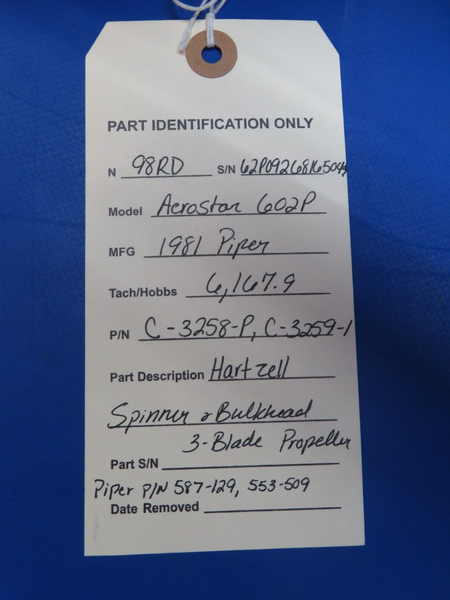 PART IDENTIFICATION ONLY
N 98RD S/N 62P09268165044
Model Aerostar 602P
MFG 1981 Piper
Tach/Hobbs 6,167.9
P/N C-3258-P, C-3259-1
Part Description Hartzell
Spinner & Bulkhead
3-Blade Propeller
Part S/N
Piper P/N 587-129, 553-509
Date Removed